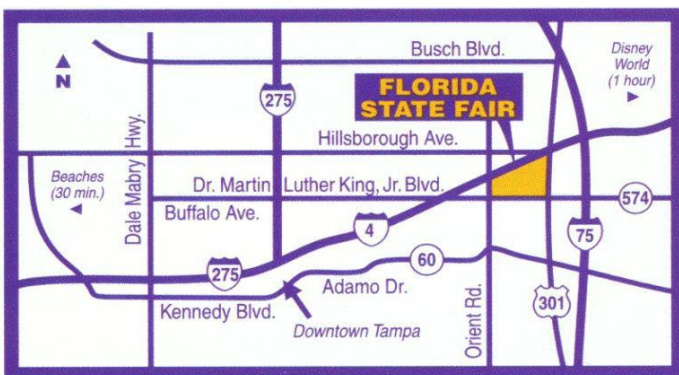 Busch Blvd.
Disney
World
(1 hour)
N
275
FLORIDA
STATE FAIR
Hillsborough Ave.
Dale Mabry Hwy.
Beaches
(30 min.)
Dr. Martin Luther King, Jr. Blvd.
574
Buffalo Ave.
4
75
60
275
Adamo Dr.
301
Kennedy Blvd.
Orient Rd.
Downtown Tampa